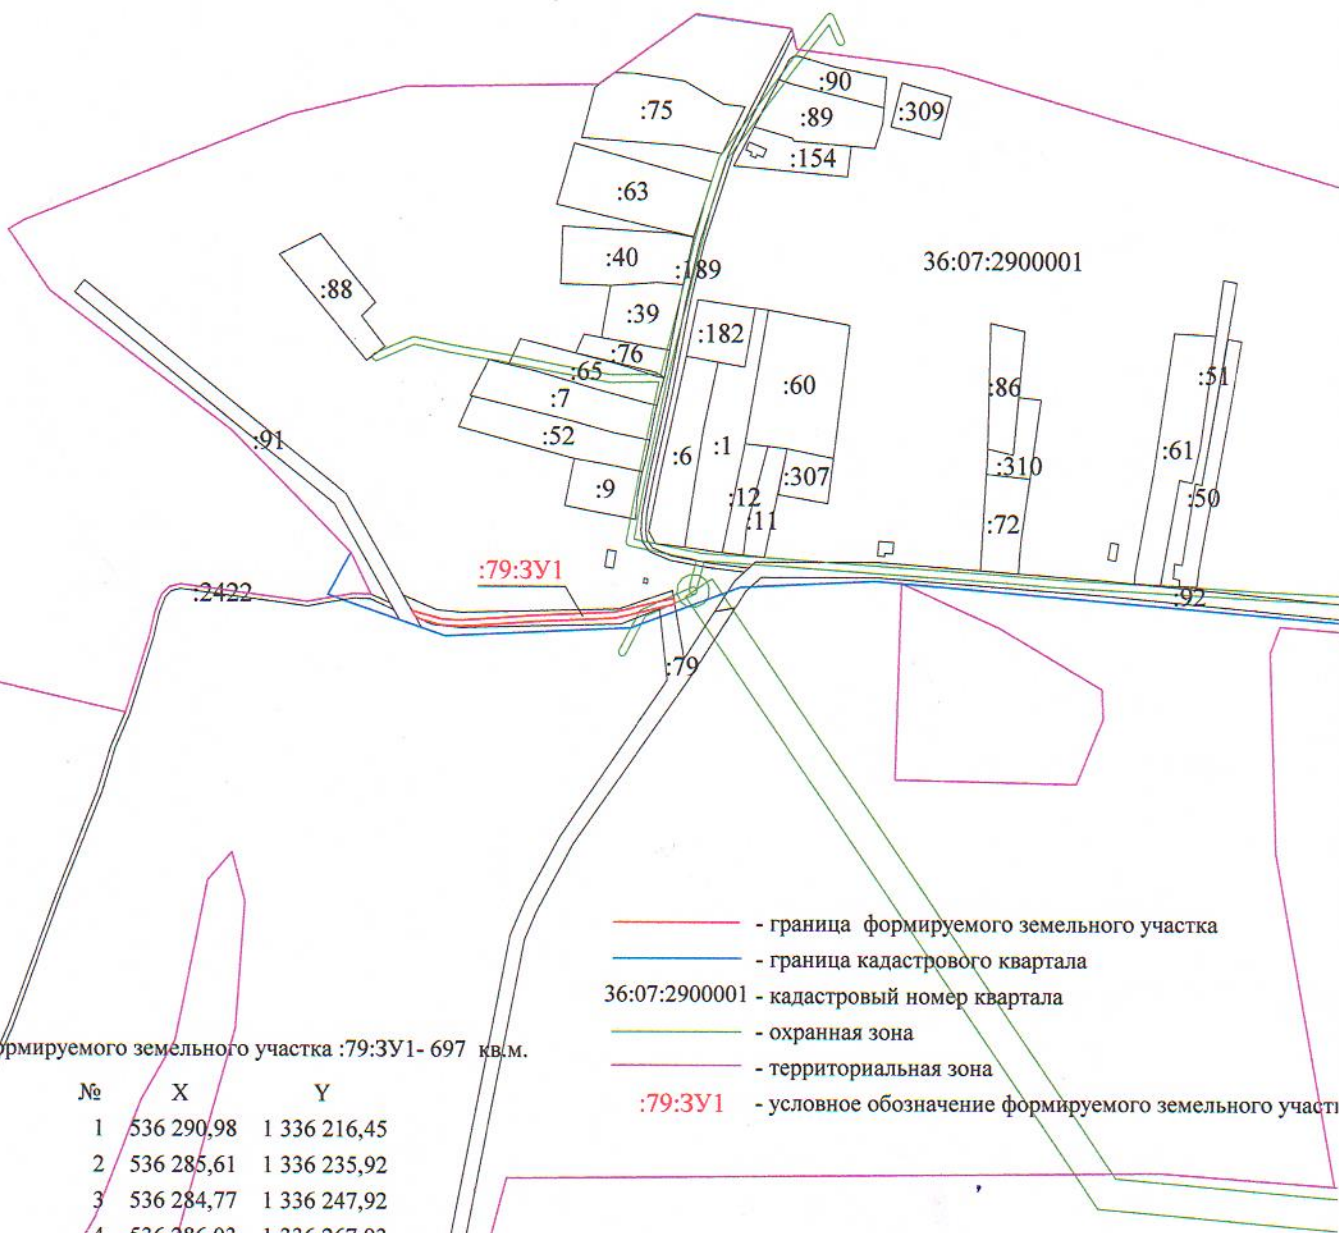 :90
:309
:75
:89
:154
:63
36:07:2900001
:40
:189
:88
:39
:182
:76
:65
:51
:60
:86
:7
:52
:91
:1
:6
:61
:310
:307
:9
:12
:50
:11
:72
:79:ЗУ1
:2422
:92
:79
- граница формируемого земельного участка
- граница кадастрового квартала
36:07:2900001 - кадастровый номер квартала
- охранная зона
- территориальная зона
:79:ЗУ1 - условное обозначение формируемого земельного
ормируемого земельного участка :79:ЗУ1- 697 кв.м.
№ X Y
1 536 290,98 1 336 216,45
2 536 285,61 1 336 235,92
3 536 284,77 1 336 247,92